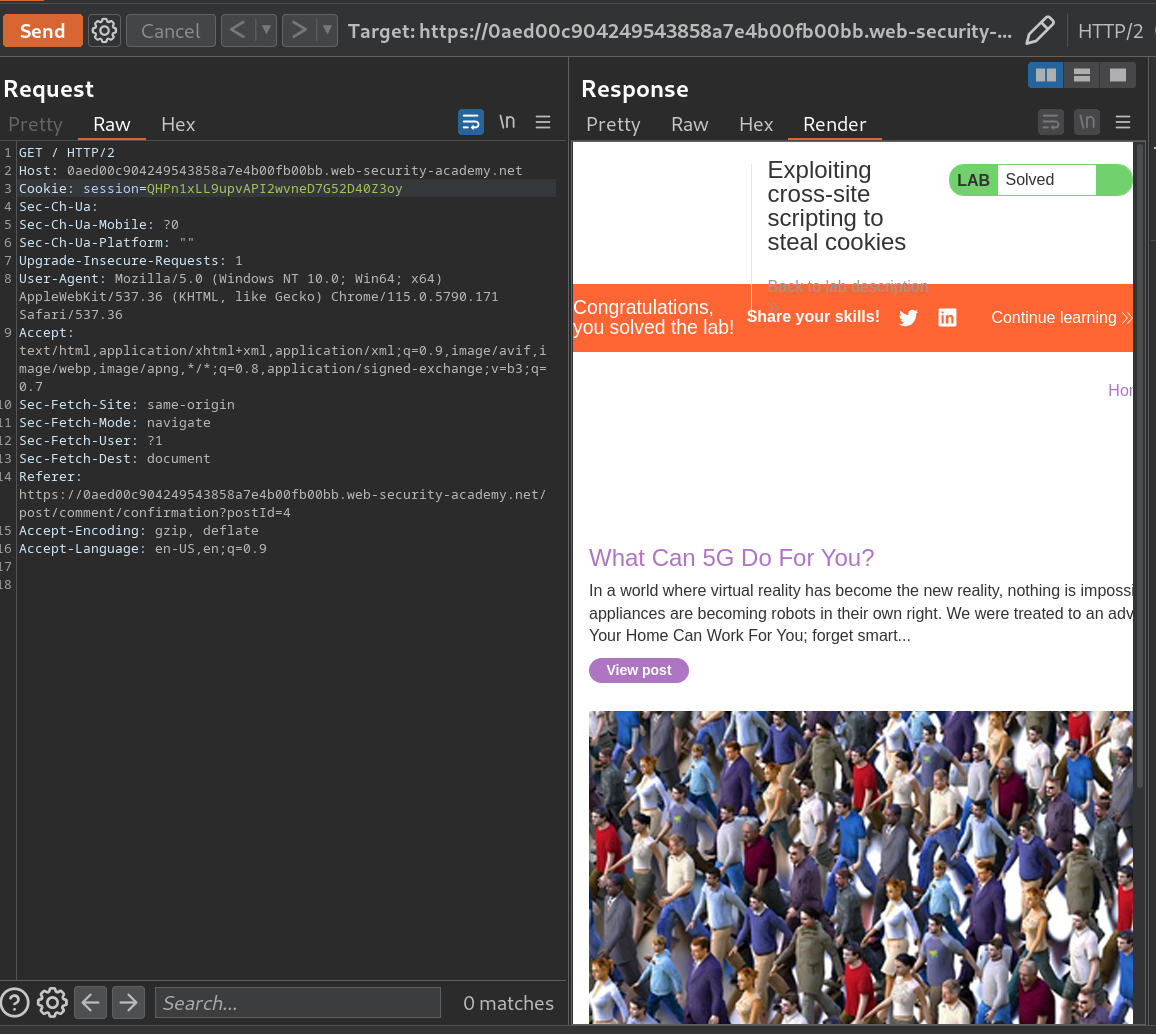 Send
Cancel
Target: https://0aed00c904249543858a7e4b00fb00bb.web-security-...
HTTP/2
Request
Pretty
Raw
Hex
\n
1 GET / HTTP/2
2 Host: 0aed00c904249543858a7e4b00fb00bb.web-security-academy.net
3 Cookie: session=QHPn1xLL9upvAPI2wvneD7G52D40Z3oy
4 Sec-Ch-Ua:
5 Sec-Ch-Ua-Mobile: ?0
6 Sec-Ch-Ua-Platform: ""
7 Upgrade-Insecure-Requests: 1
8 User-Agent: Mozilla/5.0 (Windows NT 10.0; Win64; x64)
AppleWebKit/537.36 (KHTML, like Gecko) Chrome/115.0.5790.171
Safari/537.36
9 Accept:
text/html,application/xhtml+xml,application/xml;q=0.9,image/avif,i
mage/webp,image/apng,*/*;q=0.8,application/signed-exchange;v=b3;q=
0.7
10 Sec-Fetch-Site: same-origin
11 Sec-Fetch-Mode: navigate
12 Sec-Fetch-User: ?1
13 Sec-Fetch-Dest: document
14 Referer:
https://0aed00c904249543858a7e4b00fb00bb.web-security-academy.net/
post/comment/confirmation?postId=4
15 Accept-Encoding: gzip, deflate
16 Accept-Language: en-US,en;q=0.9
17
18
Search...
0 matches
Response
Pretty
Raw
Hex
Render
\n
Exploiting
cross-site
scripting to
steal cookies
LAB Solved
Back to lab description
Congratulations,
you solved the lab!
Share your skills!
Continue learning
Hor
What Can 5G Do For You?
In a world where virtual reality has become the new reality, nothing is impossi
appliances are becoming robots in their own right. We were treated to an adv
Your Home Can Work For You; forget smart...
View post